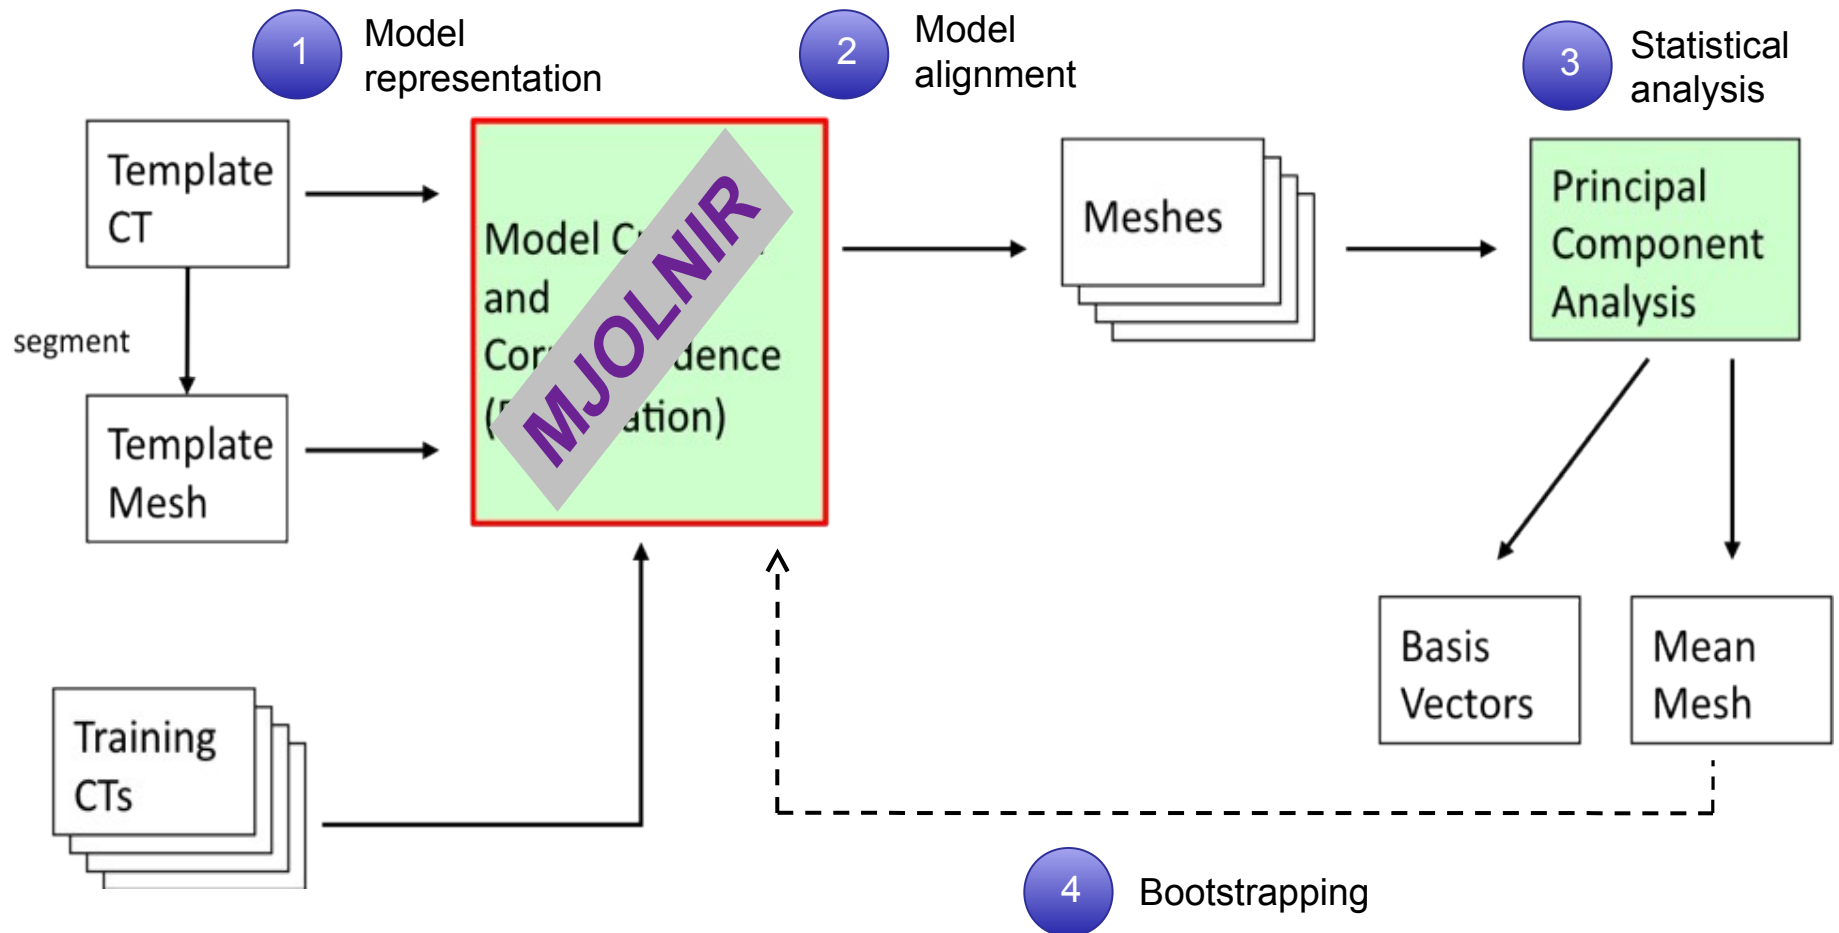 1
Model
representation
2
Model
alignment
3
Statistical
analysis
Template
CT
segment
Template
Mesh
Model
and
dence
ation)
MJOLNIR
Meshes
Principal
Component
Analysis
Basis
Vectors
Mean
Mesh
Training
CTs
4
Bootstrapping